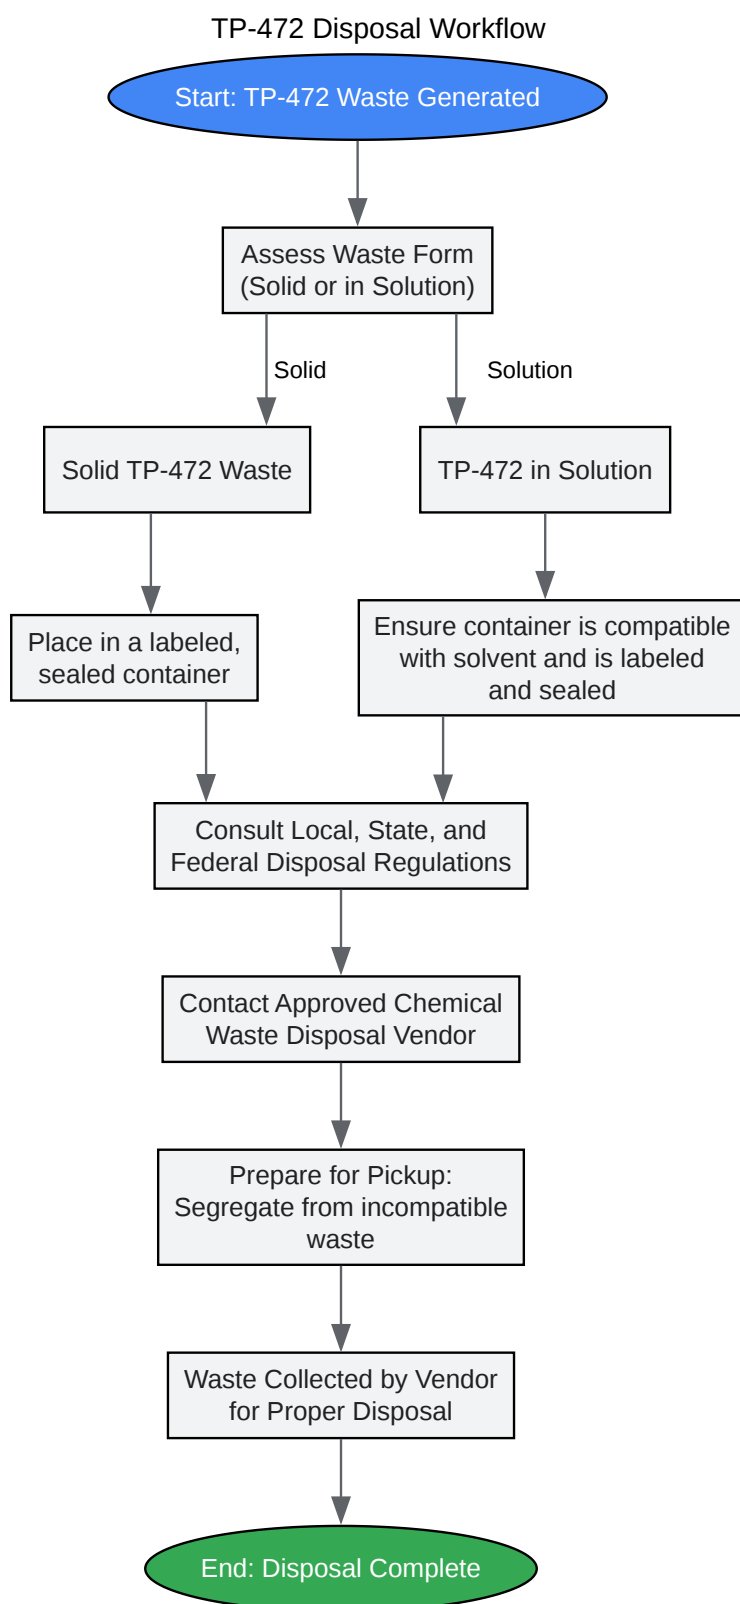 TP-472 Disposal Workflow
Start: TP-472 Waste Generated
Assess Waste Form
(Solid or in Solution)
Solid
Solution
Solid TP-472 Waste
TP-472 in Solution
Place in a labeled,
sealed container
Ensure container is compatible
with solvent and is labeled
and sealed
Consult Local, State, and
Federal Disposal Regulations
Contact Approved Chemical
Waste Disposal Vendor
Prepare for Pickup:
Segregate from incompatible
waste
Waste Collected by Vendor
for Proper Disposal
End: Disposal Complete